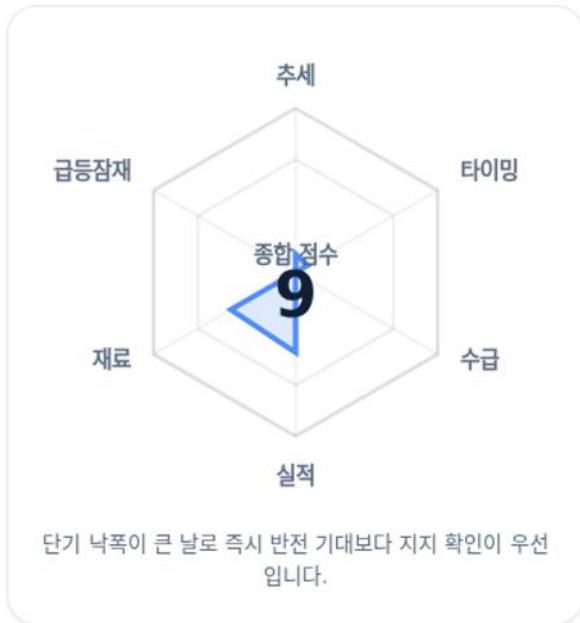 추세
급등잠재
타이밍
종합 점수
9
재료
수급
실적
단기 낙폭이 큰 날로 즉시 반전 기대보다 지지 확인이 우선
입니다.